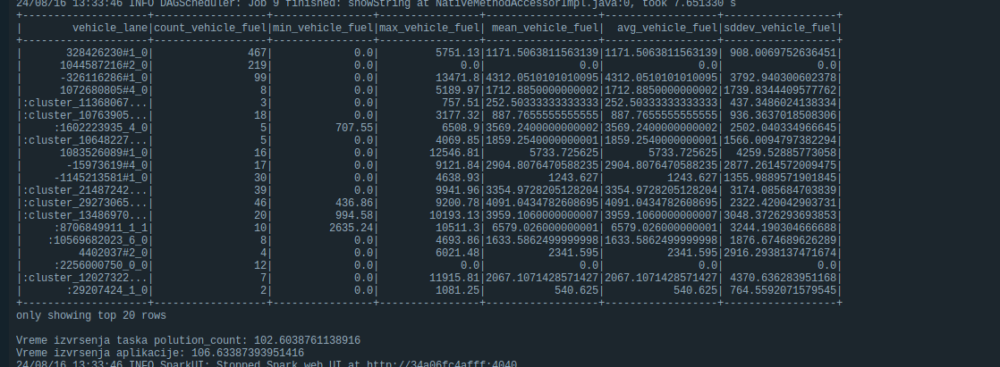 24/08/16 13:33:46 INFO DAGScheduler: Job 9 finished: showString at NativeMethodAccessorImpl.java:0, took 7.651330 s
+------------------+------------------+----------------+----------------+------------------+------------------+------------------+
|      vehicle_lane|count_vehicle_fuel|min_vehicle_fuel|max_vehicle_fuel| mean_vehicle_fuel|  avg_vehicle_fuel|sddev_vehicle_fuel|
+------------------+------------------+----------------+----------------+------------------+------------------+------------------+
|     328426230#1_0|               467|             0.0|         5751.13|1171.5063811563139|1171.5063811563139| 908.0069752636451|
|    1044587216#2_0|               219|             0.0|             0.0|               0.0|               0.0|               0.0|
|    -326116286#1_0|                99|             0.0|         13471.8|4312.0510101010095|4312.0510101010095| 3792.940300602378|
|    1072680805#4_0|                 8|             0.0|         5189.97|1712.8850000000002|1712.8850000000002|1739.8344409577762|
|:cluster_11368067...|                 3|             0.0|          757.51|252.50333333333333|252.50333333333333| 437.3486024138334|
|:cluster_10763905...|                18|             0.0|         3177.32| 887.7655555555555| 887.7655555555555| 936.3637018508306|
|   :1602223935_4_0|                 5|          707.55|          6508.9|3569.2400000000002|3569.2400000000002| 2502.040334966645|
|:cluster_10648227...|                 5|             0.0|         4069.85|1859.2540000000001|1859.2540000000001|1566.0094797382294|
|    1083526089#1_0|                16|             0.0|        12546.81|       5733.725625|       5733.725625| 4259.52885773058|
|     -15973619#4_0|                17|             0.0|         9121.84|2904.8076470588235|2904.8076470588235|2877.2614572009475|
|   -1145213581#1_0|                30|             0.0|         4638.93|          1243.627|          1243.627|1355.9889571901845|
|:cluster_21487242...|                39|             0.0|         9941.96|3354.9728205128204|3354.9728205128204| 3174.085684703839|
|:cluster_29273065...|                46|          436.86|         9200.78|4091.0434782608695|4091.0434782608695| 2322.420042903731|
|:cluster_13486970...|                20|          994.58|        10193.13|3959.1060000000007|3959.1060000000007|3048.3726293693853|
|   :8706849911_1_1|                10|         2635.24|         10511.3| 6579.026000000001| 6579.026000000001| 3244.190304666688|
|  :10569682023_6_0|                 8|             0.0|         4693.86|1633.5862499999998|1633.5862499999998| 1876.674689626289|
|       4402037#2_0|                 4|             0.0|         6021.48|          2341.595|          2341.595|2916.2938137471674|
|   :2256000750_0_0|                12|             0.0|             0.0|               0.0|               0.0|               0.0|
|:cluster_12027322...|                 7|             0.0|        11915.81|2067.1071428571427|2067.1071428571427| 4370.636283951168|
|     :29207424_1_0|                 2|             0.0|         1081.25|           540.625|           540.625| 764.5592071579545|
+------------------+------------------+----------------+----------------+------------------+------------------+------------------+
only showing top 20 rows
Vreme izvrsenja taska polution_count: 102.6038761138916
Vreme izvrsenja aplikacije: 106.63387393951416
24/08/16 13:33:46 INFO SparkUI: Stopped Spark web UI at http://34a06fc4afff:4040